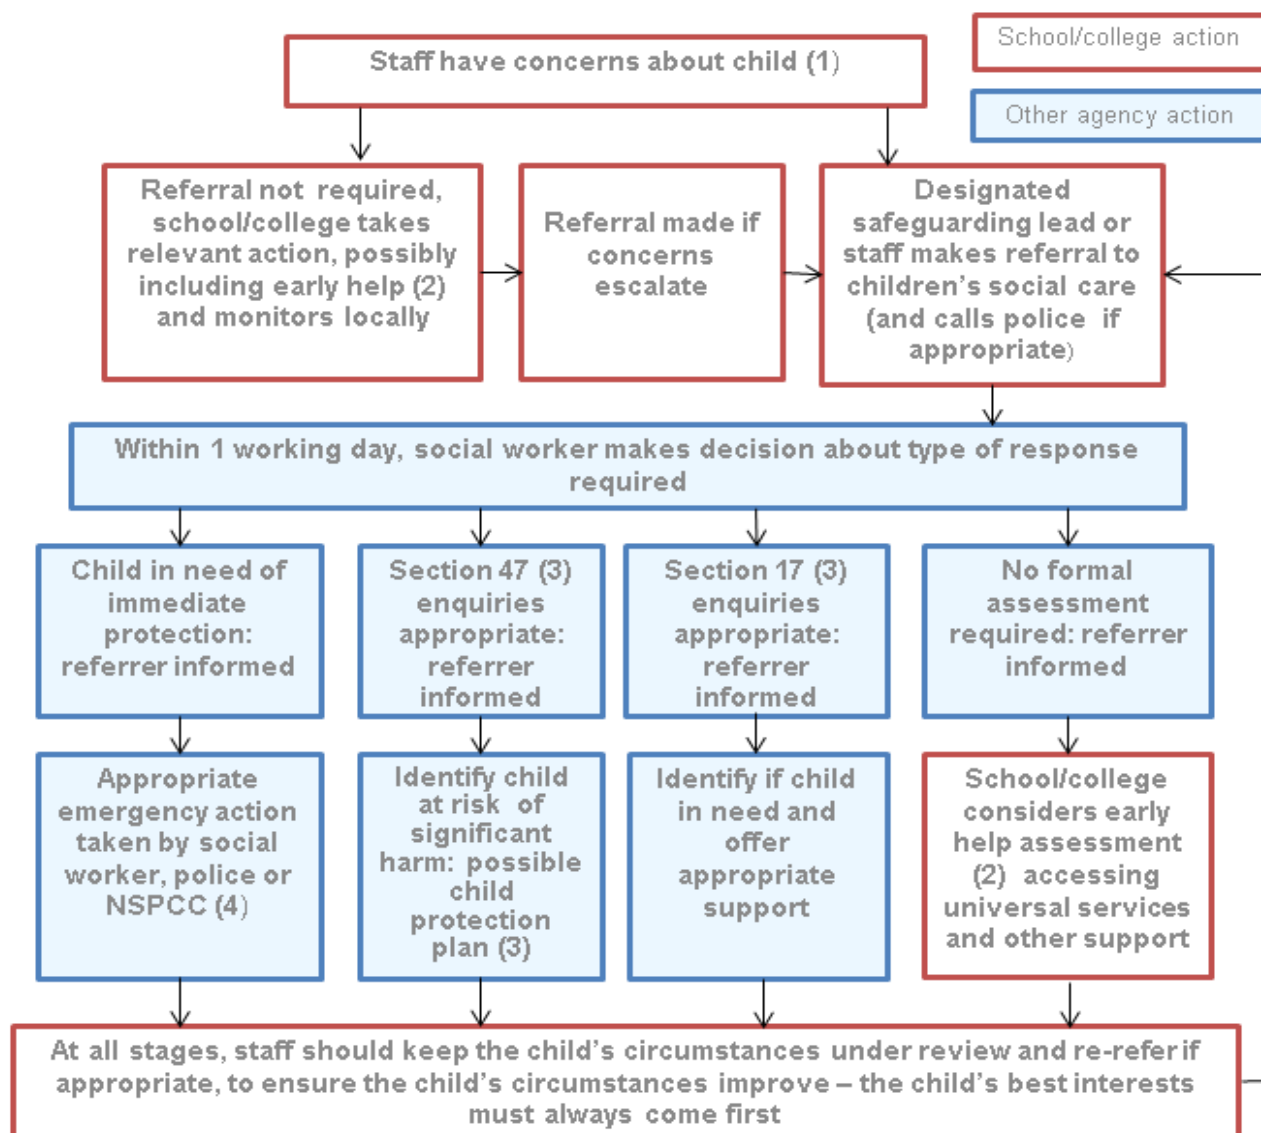 School/college action
Staff have concerns about child (1)
Other agency action
Referral not required,
school/college takes
relevant action, possibly
including early help (2)
and monitors locally
Referral made if
concerns
escalate
Designated
safeguarding lead or
staff makes referral to
children's social care
(and calls police if
appropriate)
Within 1 working day, social worker makes decision about type of response
required
Child in need of
immediate
protection:
referrer informed
Section 47 (3)
enquiries
appropriate:
referrer
informed
Section 17 (3)
enquiries
appropriate:
referrer
informed
No formal
assessment
required: referrer
informed
Appropriate
emergency action
taken by social
worker, police or
NSPCC (4)
Identify child
at risk of
significant
harm: possible
child
protection
plan (3)
Identify if child
in need and
offer
appropriate
support
School/college
considers early
help assessment
(2) accessing
universal services
and other support
At all stages, staff should keep the child's circumstances under review and re-refer if
appropriate, to ensure the child's circumstances improve – the child's best interests
must always come first